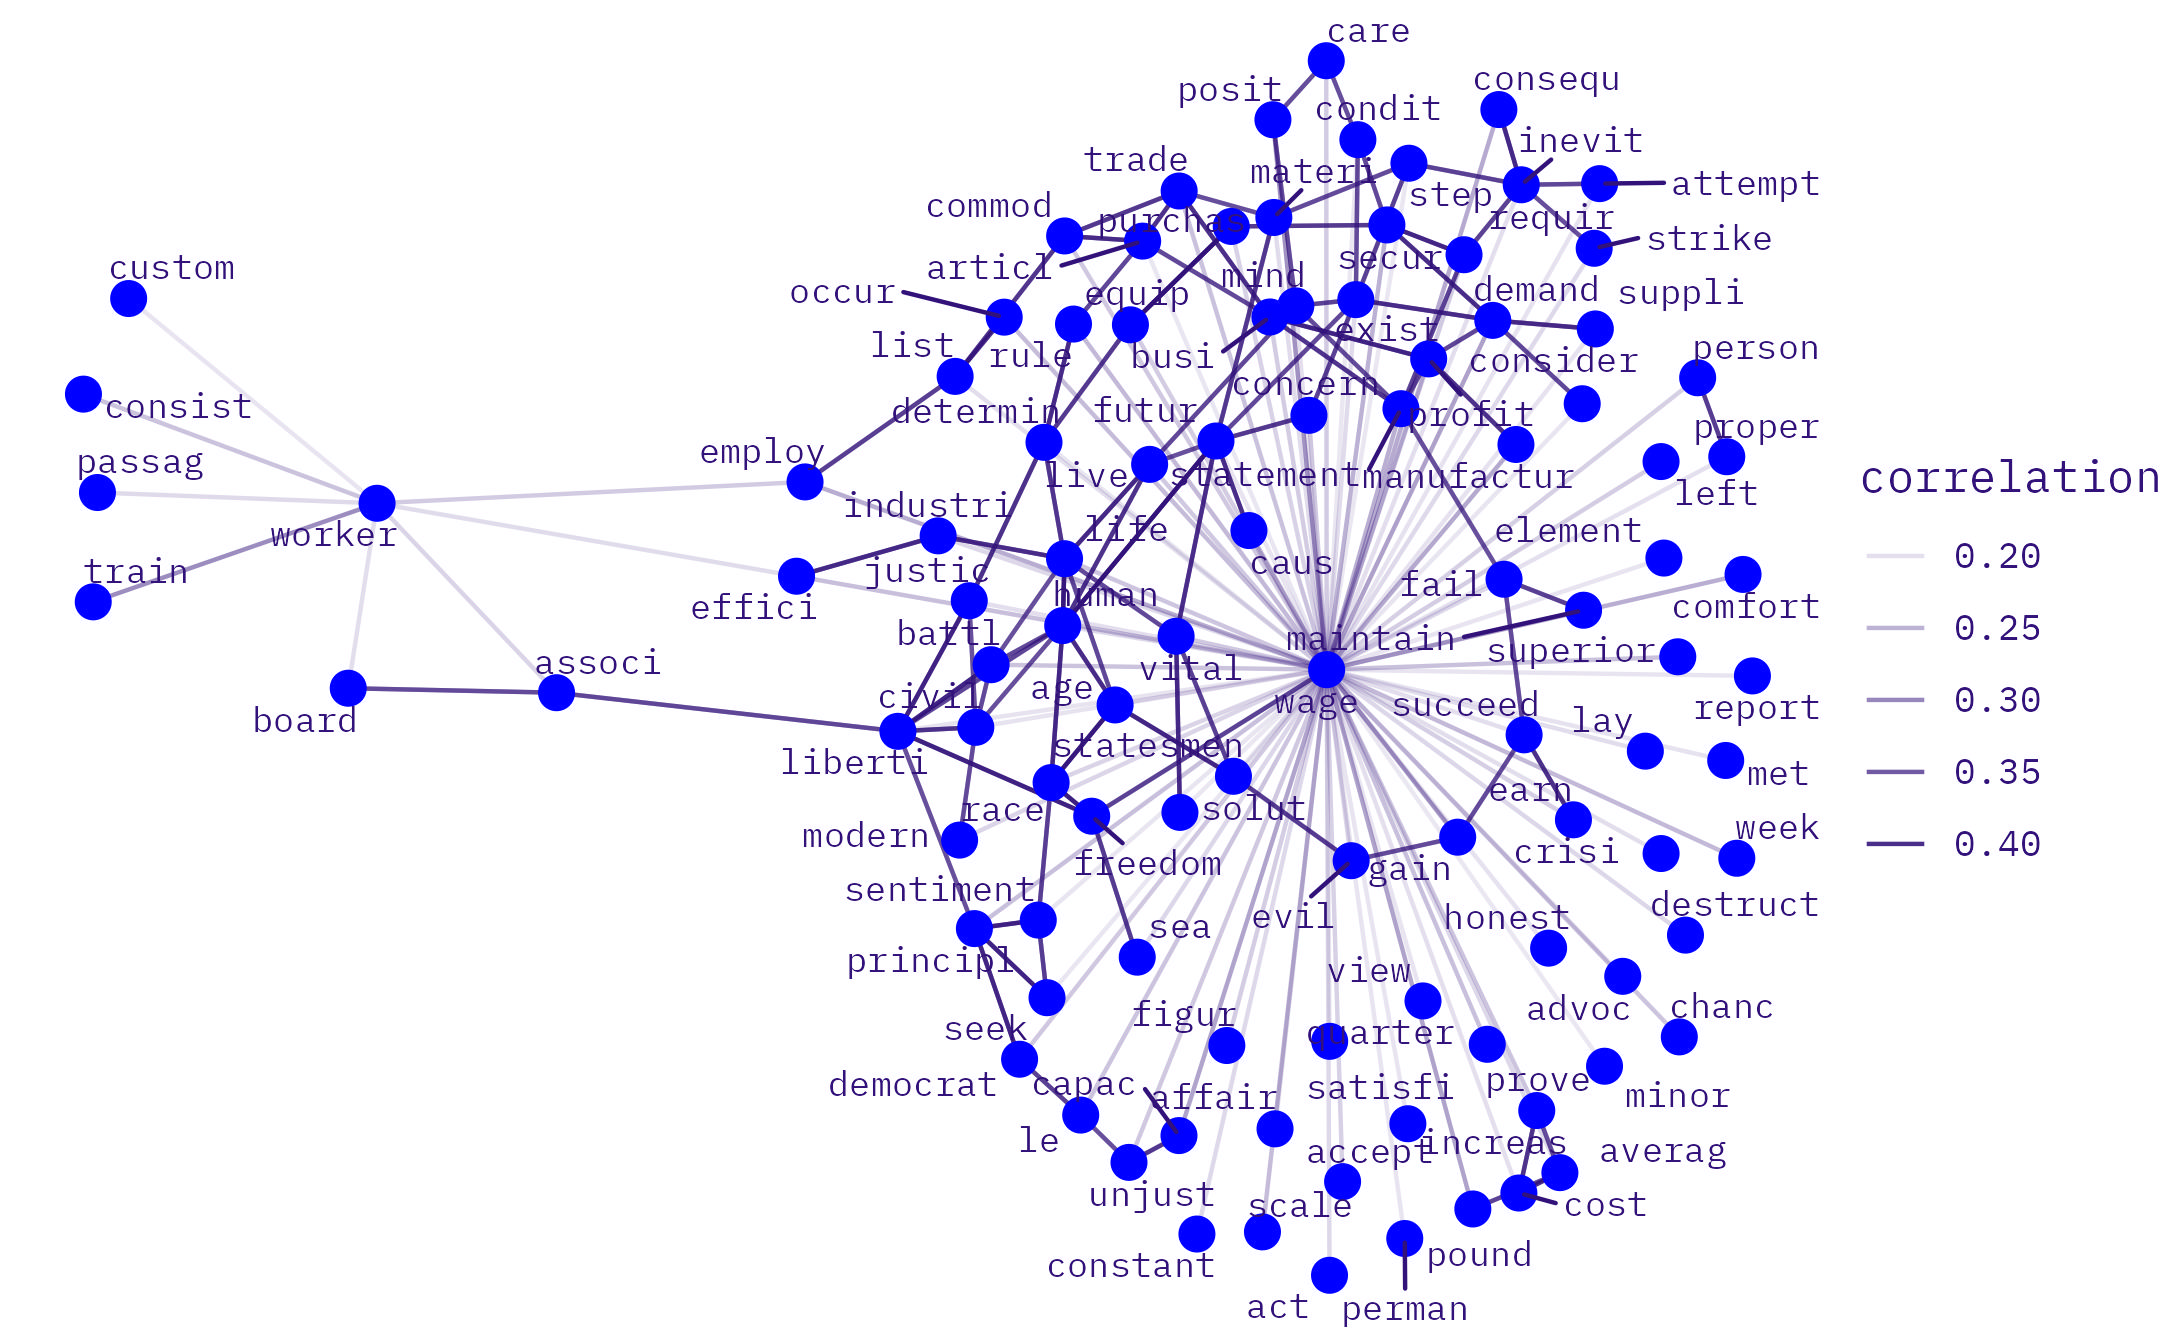 care
consequ
posit
condit
inevit
trade
materi
attempt
step
commod
purchas
requir
strike
custom
articl
secur
mind
occur
equip
demand
suppli
list
rule
busi
exist
consider
person
consist
determin
futur
concern
profit
proper
passag
employ
live
statement
manufactur
left
industri
worker
life
element
train
justic
caus
fail
effici
human
comfort
battl
maintain
superior
associ
vital
board
civil
age
wage
succeed
lay
report
liberti
statesmen
met
modern
race
solut
earn
week
freedom
gain
crisi
sentiment
evil
honest
destruct
principl
sea
view
seek
figur
quarter
advoc
chanc
democrat
capac
affair
satisfi
prove
minor
le
accept
increas
averag
unjust
scale
cost
constant
pound
act
perman
correlation
0.20
0.25
0.30
0.35
0.40